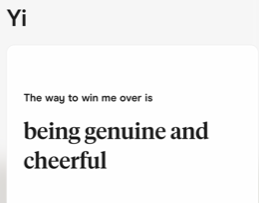 Yi
The way to win me over is
being genuine and
cheerful